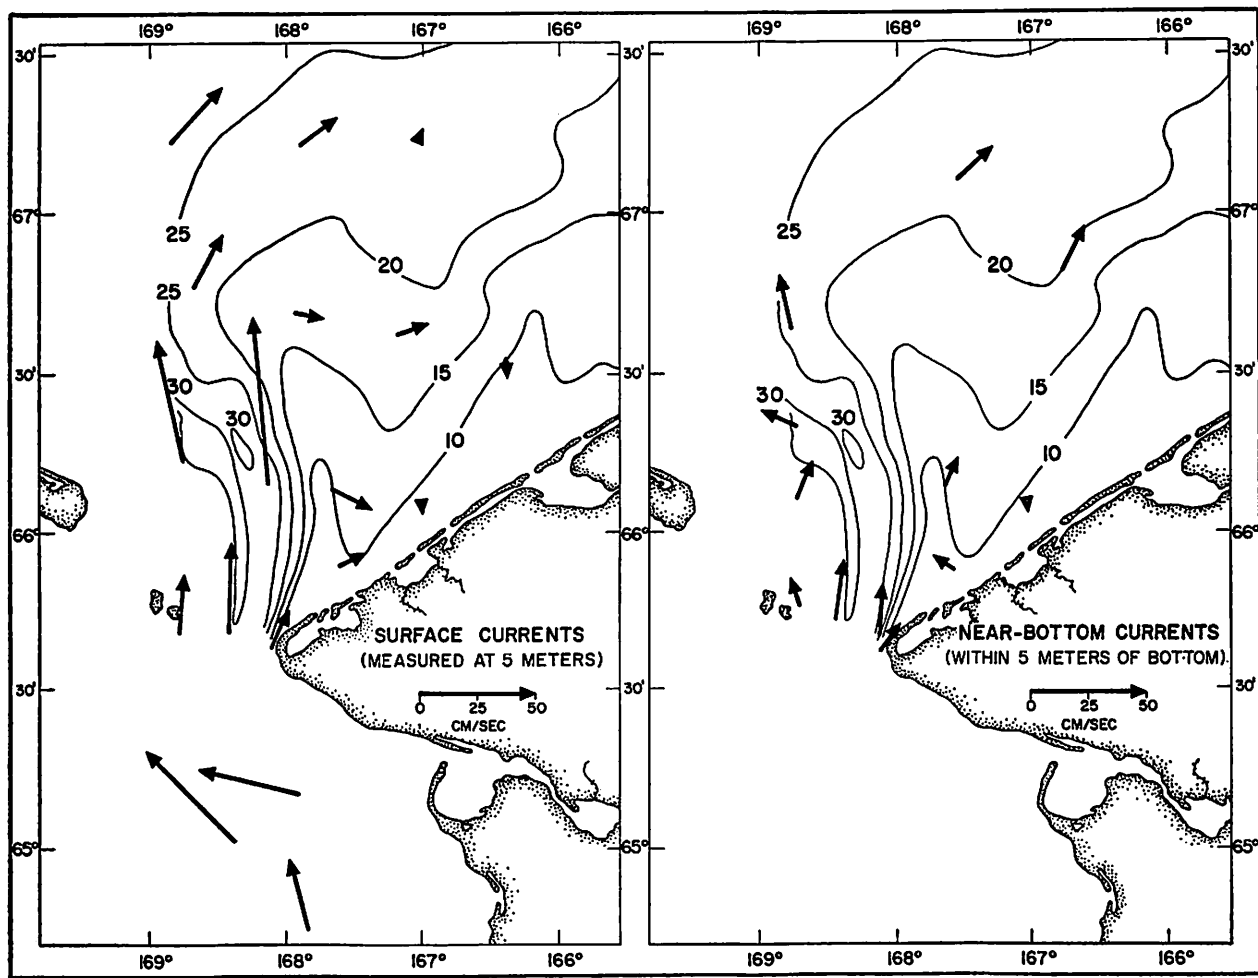 169° 168° 167° 166°
30'
67°
30'
66°
30'
65°
25
25
30
30
20
15
10
SURFACE CURRENTS
(MEASURED AT 5 METERS)
0 25 50
CM/SEC
169° 168° 167° 166°
169° 168° 167° 166°
30'
67°
30'
66°
30'
65°
25
30
30
20
15
10
NEAR-BOTTOM CURRENTS
(WITHIN 5 METERS OF BOTTOM).
0 25 50
CM/SEC
30'
67°
30'
66°
30'
65°
169° 168° 167° 166°